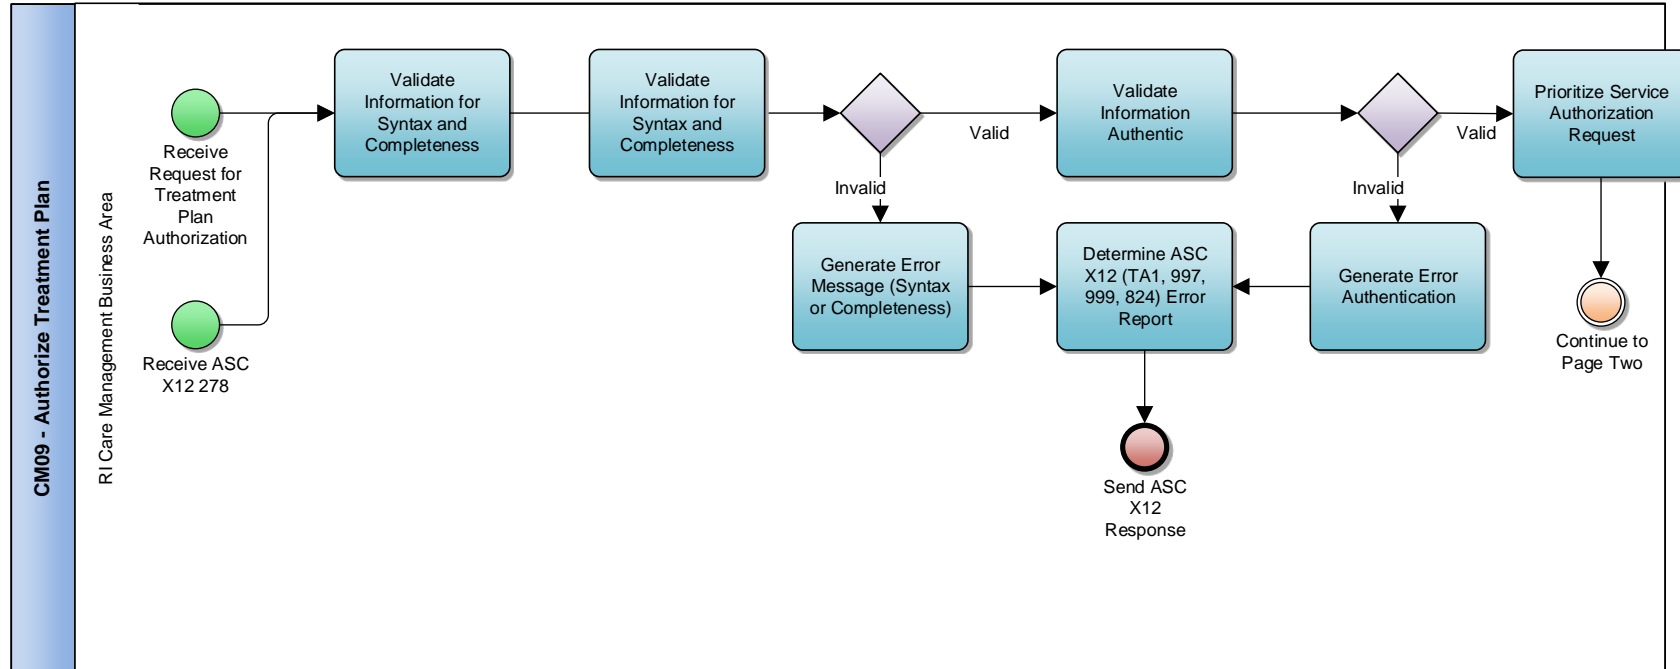 CM09 - Authorize Treatment Plan
RI Care Management Business Area
Receive
Request for
Treatment
Plan
Authorization
Receive ASC
X12 278
Validate
Information for
Syntax and
Completeness
Validate
Information for
Syntax and
Completeness
Valid
Invalid
Generate Error
Message (Syntax
or Completeness)
Validate
Information
Authentic
Determine ASC
X12 (TA1, 997,
999, 824) Error
Report
Send ASC
X12
Response
Valid
Invalid
Generate Error
Authentication
Prioritize Service
Authorization
Request
Continue to
Page Two